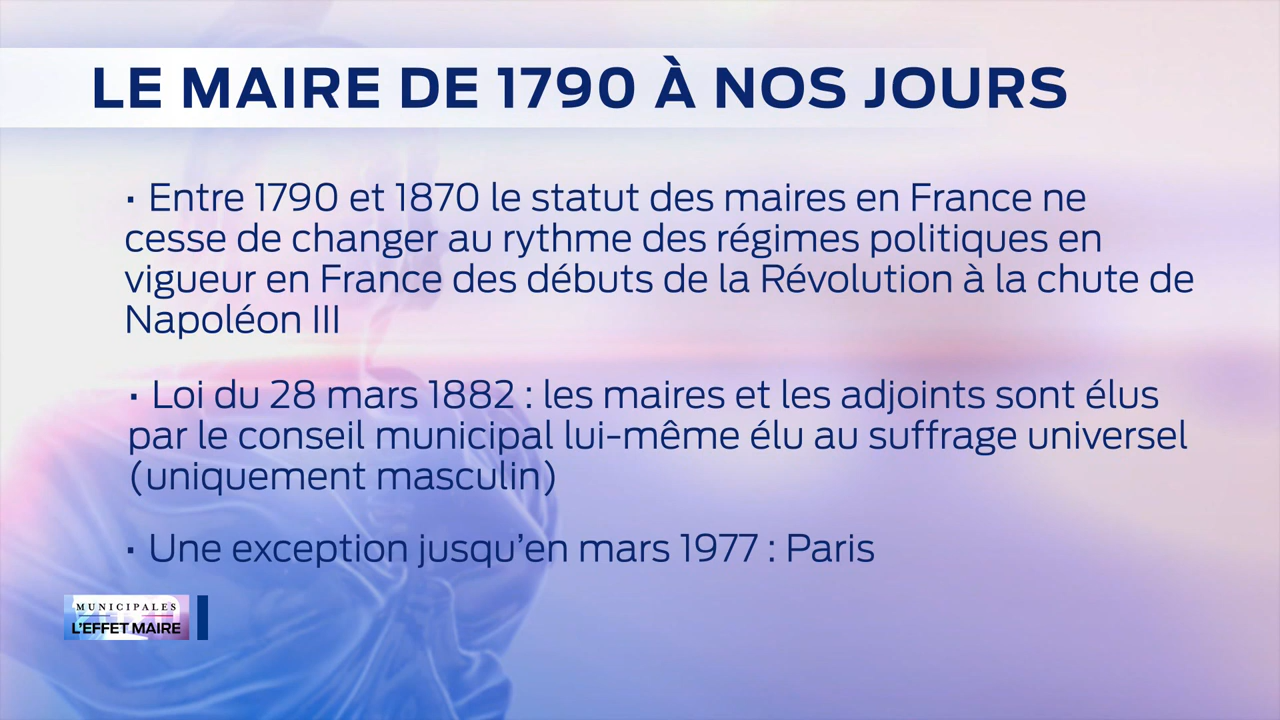 LE MAIRE DE 1790 À NOS JOURS
· Entre 1790 et 1870 le statut des maires en France ne
cesse de changer au rythme des régimes politiques en
vigueur en France des débuts de la Révolution à la chute de
Napoléon III
· Loi du 28 mars 1882 : les maires et les adjoints sont élus
par le conseil municipal lui-même élu au suffrage universel
(uniquement masculin)
· Une exception jusqu’en mars 1977 : Paris
MUNICIPALES
L’EFFET MAIRE